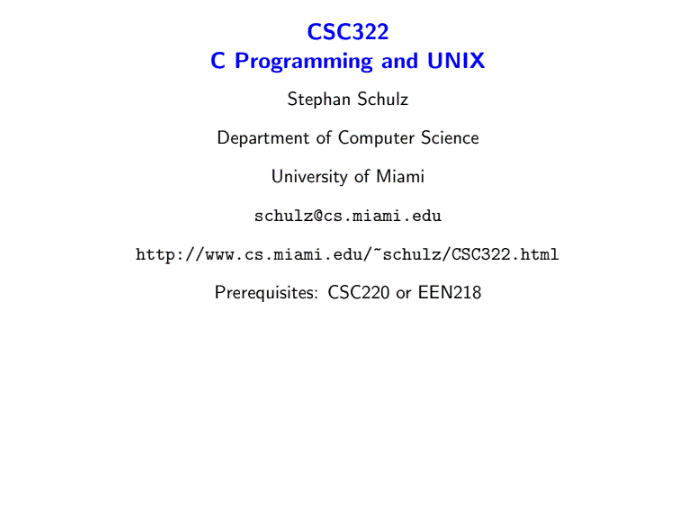 CSC322
C Programming and UNIX
Stephan Schulz
Department of Computer Science
University of Miami
schulz@cs.miami.edu
http://www.cs.miami.edu/~schulz/CSC322.html
Prerequisites: CSC220 or EEN218